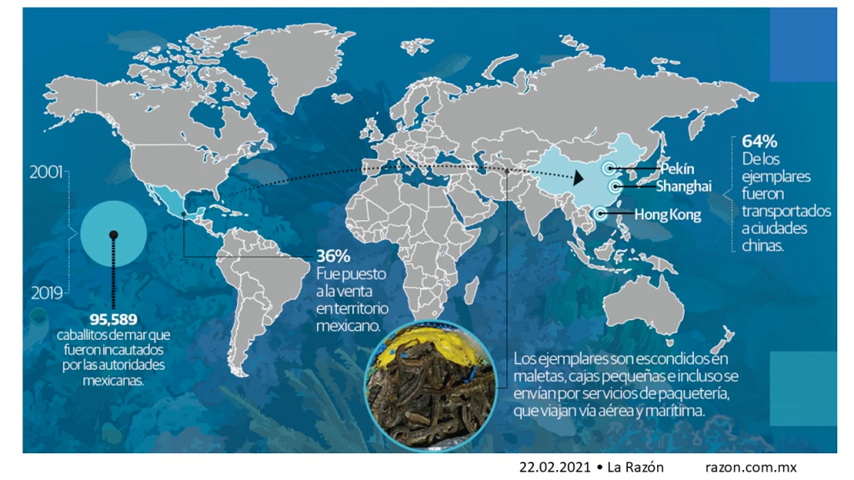 2001
2019
95,589
caballitos de mar que
fueron incautados
por las autoridades
mexicanas.
36%
Fue puesto
a la venta
en territorio
mexicano.
Pekín
Shanghai
Hong Kong
64%
De los
ejemplares
fueron
transportados
a ciudades
chinas.
Los ejemplares son escondidos en
maletas, cajas pequeñas e incluso se
envían por servicios de paquetería,
que viajan vía aérea y marítima.
22.02.2021 • La Razón razon.com.mx